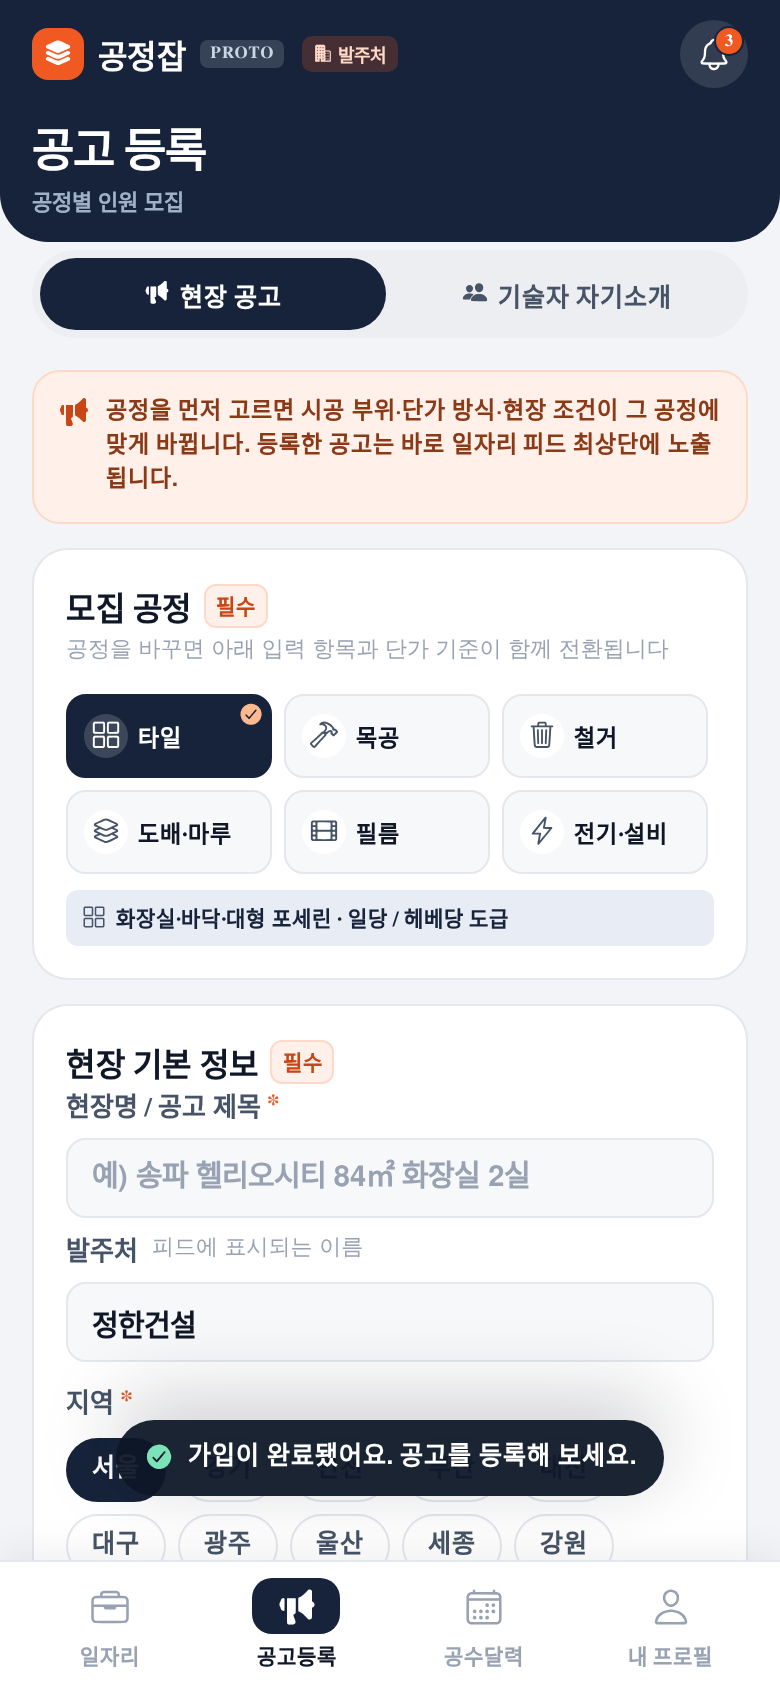 공정잡 PROTO 발주처 3
공고 등록
공정별 인원 모집
현장 공고 기술자 자기소개
공정을 먼저 고르면 시공 부위·단가 방식·현장 조건이 그 공정에
맞게 바뀝니다. 등록한 공고는 바로 일자리 피드 최상단에 노출
됩니다.
모집 공정 필수
공정을 바꾸면 아래 입력 항목과 단가 기준이 함께 전환됩니다
타일 목공 철거
도배·마루 필름 전기·설비
화장실·바닥·대형 포세린 · 일당 / 헤베당 도급
현장 기본 정보 필수
현장명 / 공고 제목 *
예) 송파 헬리오시티 84㎡ 화장실 2실
발주처 피드에 표시되는 이름
정한건설
지역 *
서울
가입이 완료됐어요. 공고를 등록해 보세요.
대구 광주 울산 세종 강원
일자리 공고등록 공수달력 내 프로필